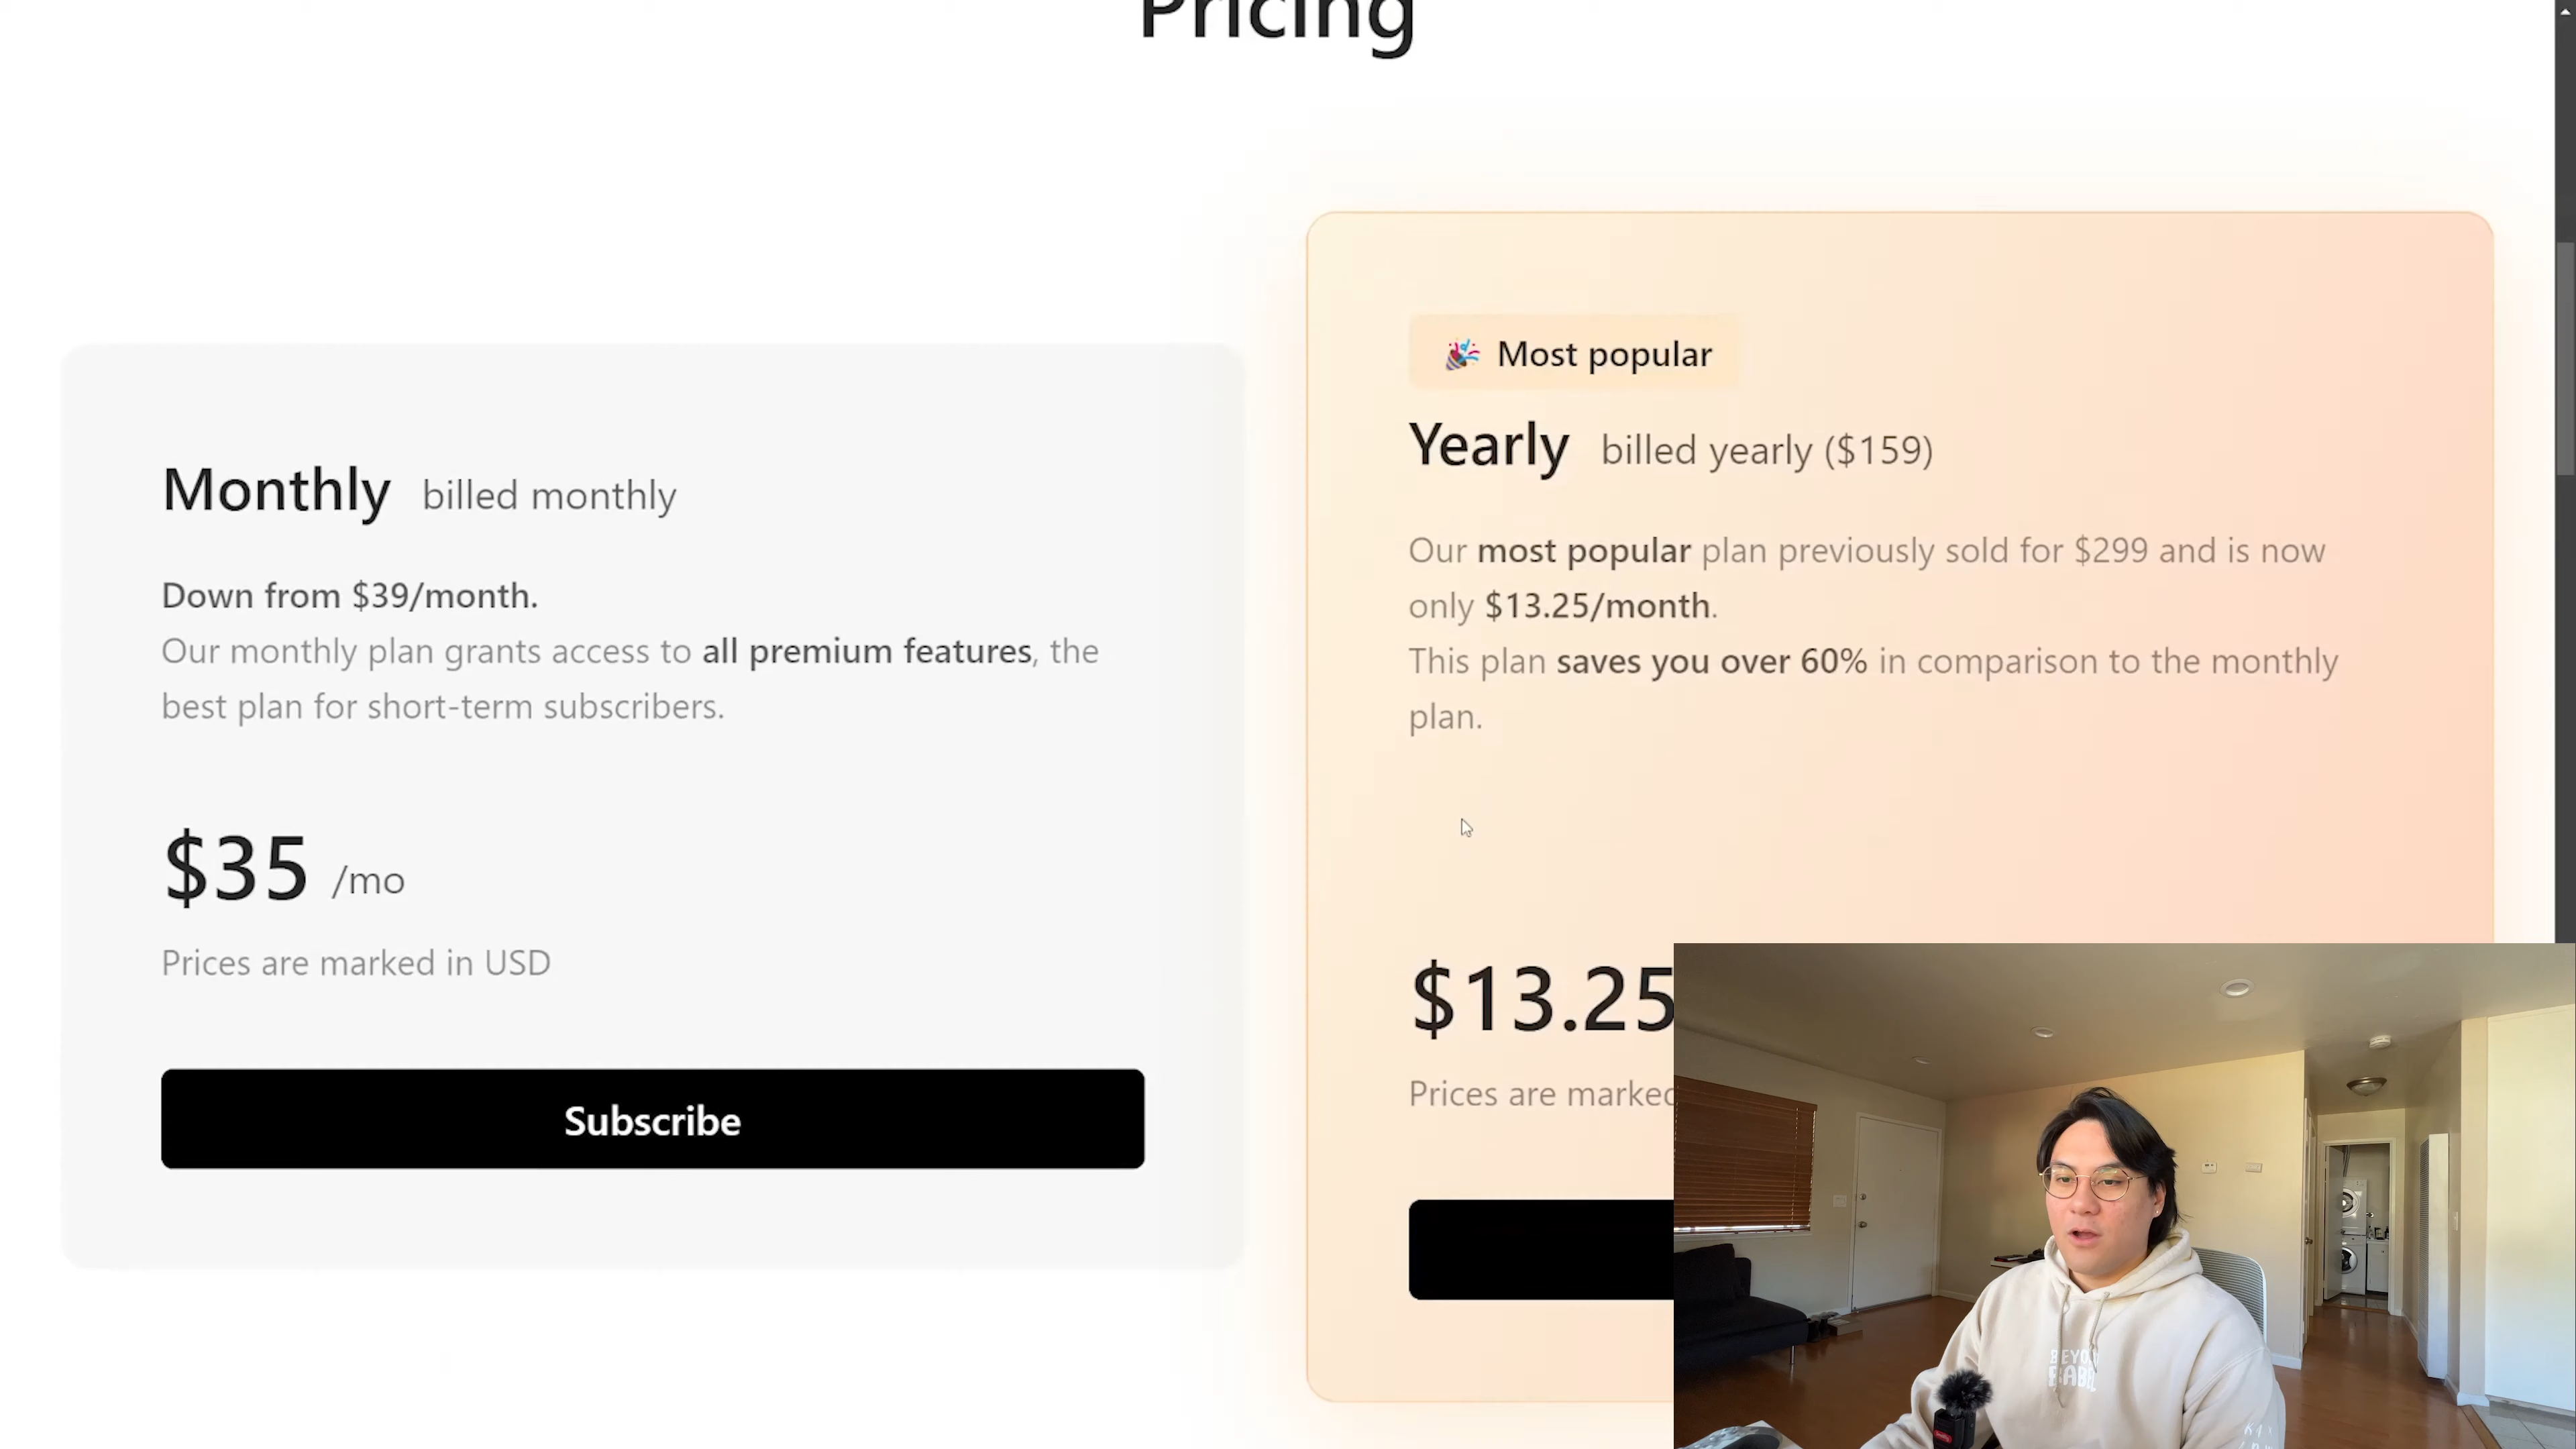 Pricing
Monthly billed monthly
Down from $39/month.
Our monthly plan grants access to all premium features, the
best plan for short-term subscribers.
$35 /mo
Prices are marked in USD
Subscribe
🎉 Most popular
Yearly billed yearly ($159)
Our most popular plan previously sold for $299 and is now
only $13.25/month.
This plan saves you over 60% in comparison to the monthly
plan.
$13.25
Prices are marked